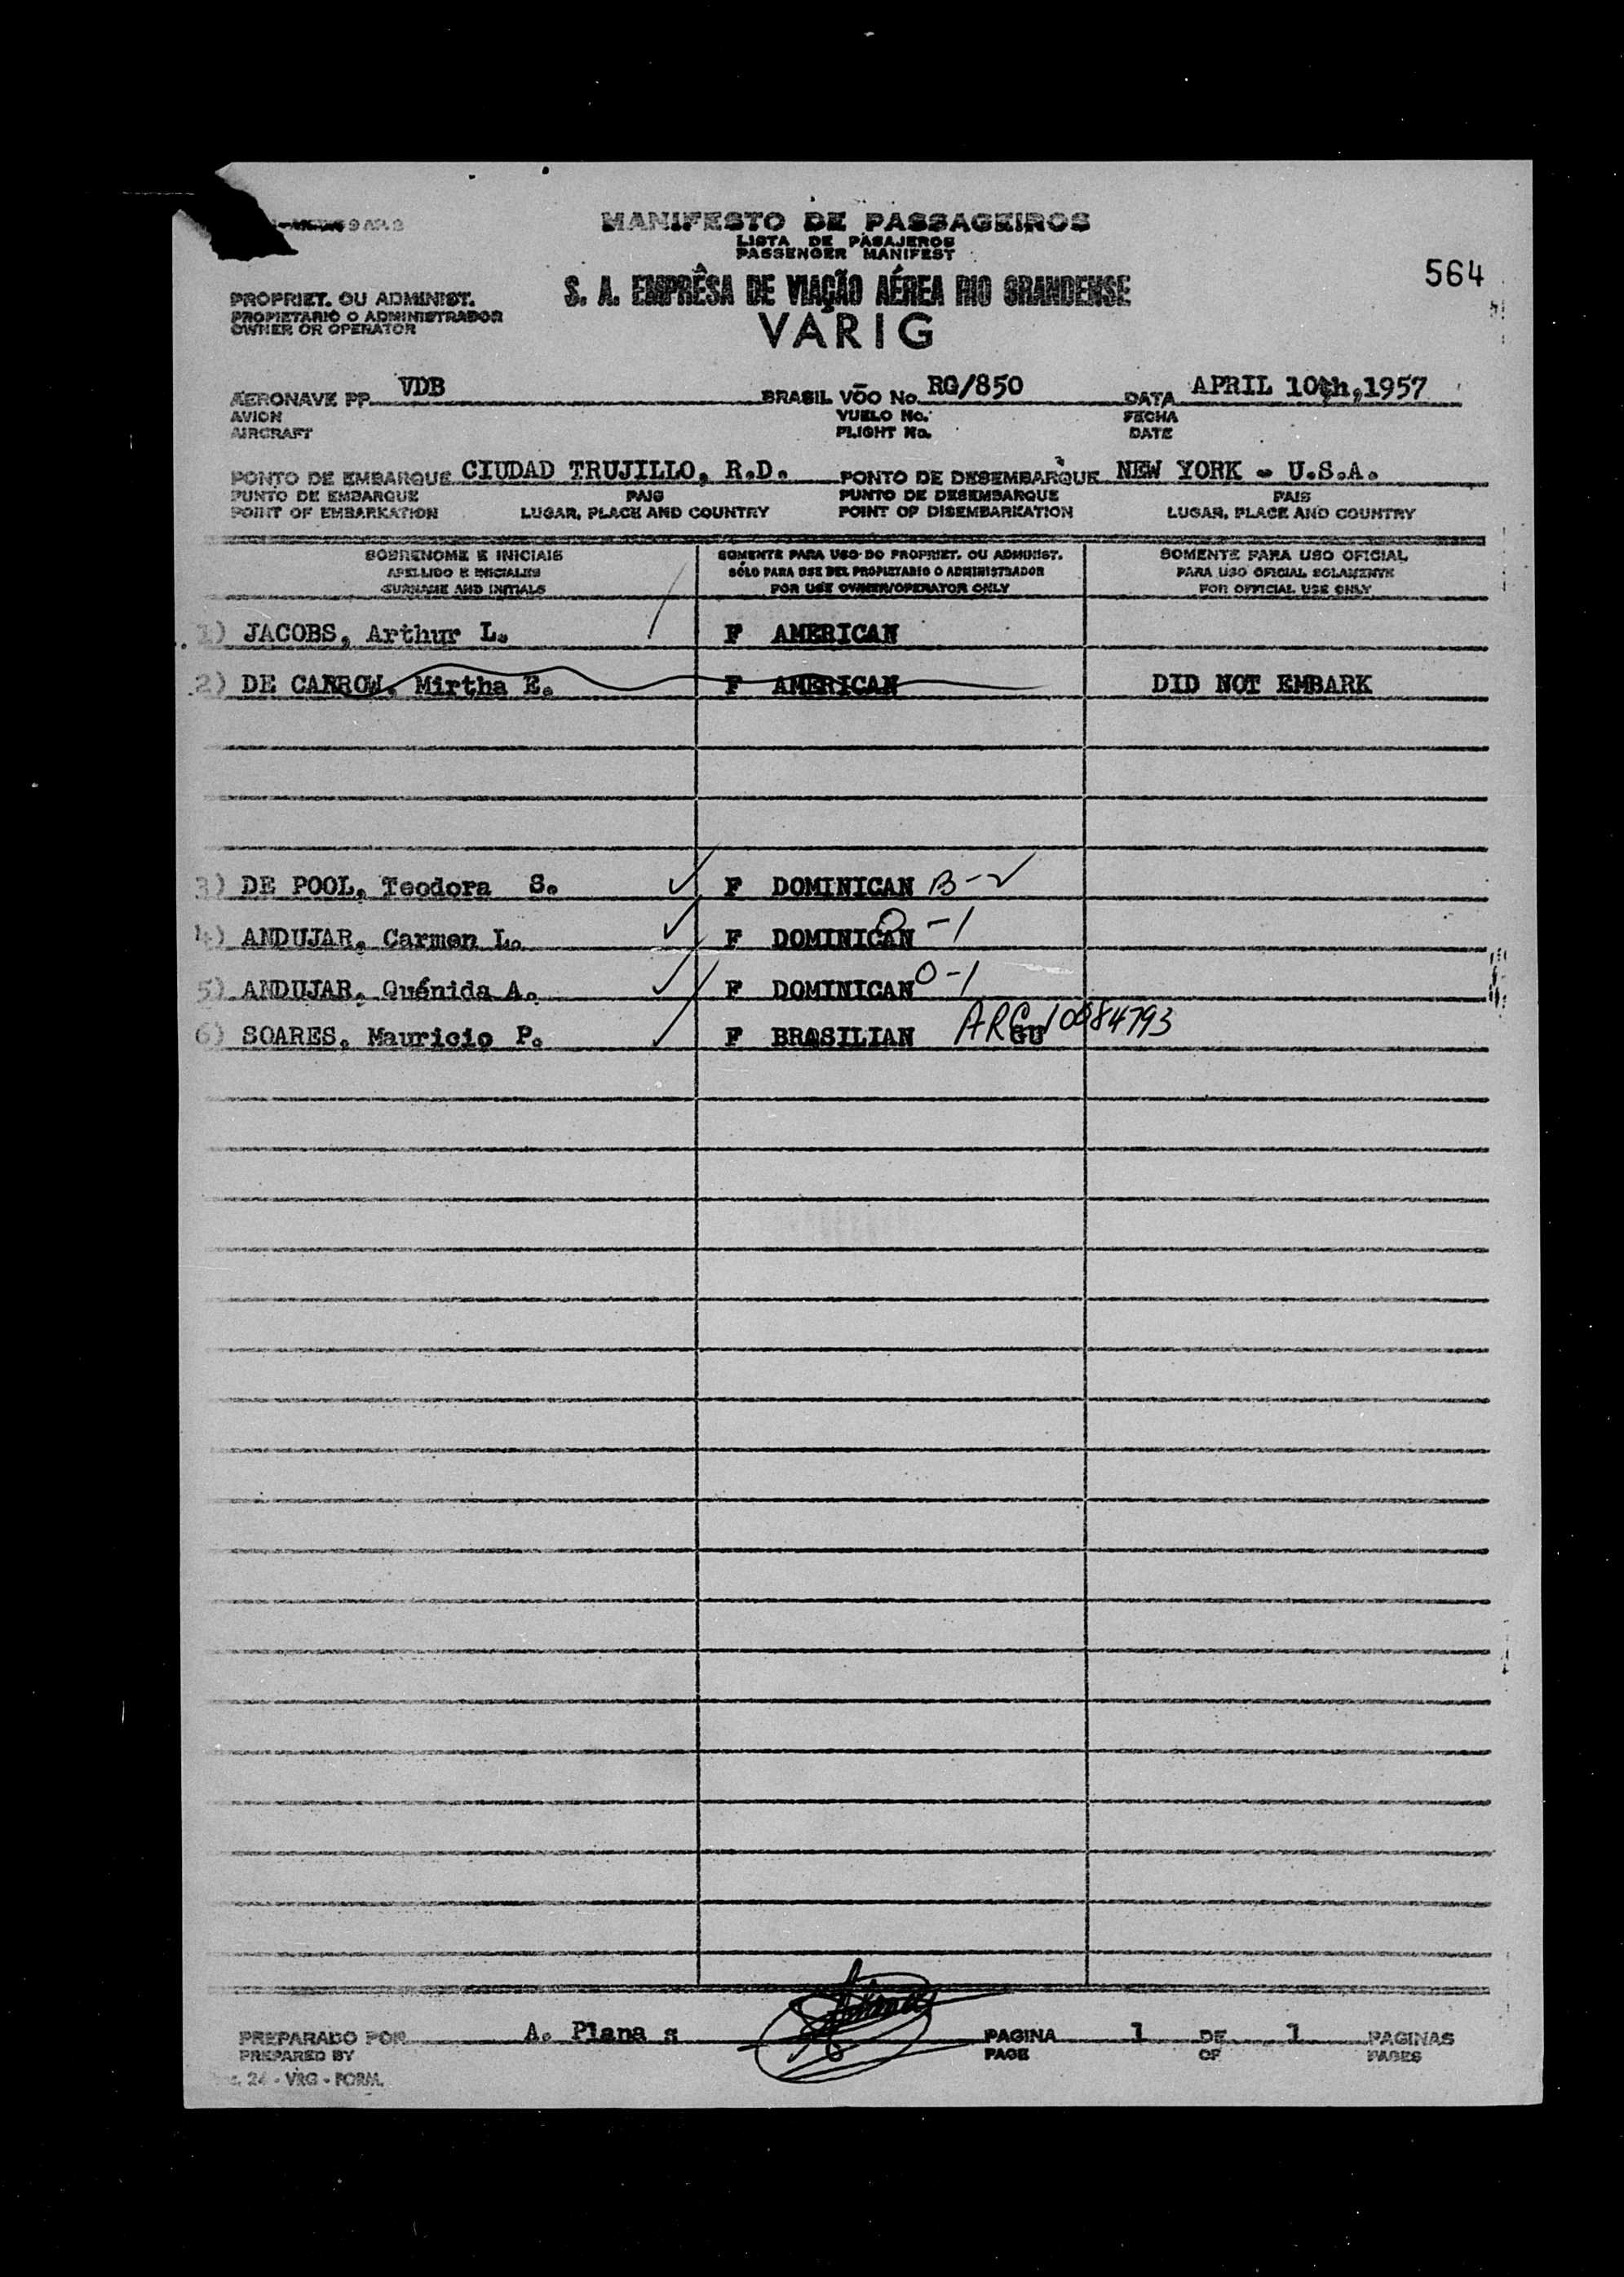 MANIFESTO DE PASSAGEIROS
LISTA DE PASAJEROS
PASSENGER MANIFEST
564
S. A. EMPRÊSA DE VIAÇÃO AÉREA RIO GRANDENSE
VARIG
PROPRIET. OU ADMINIST.
PROPIETARIO O ADMINISTRADOR
OWNER OR OPERATOR
AERONAVE PP VDB BRASIL VÔO No. RG/850 DATA APRIL 10th, 1957
AVION VUELO No. FECHA
AIRCRAFT FLIGHT No. DATE
PONTO DE EMBARQUE CIUDAD TRUJILLO, R.D. PONTO DE DESEMBARQUE NEW YORK - U.S.A.
PUNTO DE EMBARQUE PAIS PUNTO DE DESEMBARQUE PAIS
POINT OF EMBARKATION LUGAR, PLACE AND COUNTRY POINT OF DISEMBARKATION LUGAR, PLACE AND COUNTRY
SOBRENOME E INICIAIS SOMENTE PARA USO DO PROPRIET. OU ADMINIST. SOMENTE PARA USO OFICIAL
APELLIDO E INICIALES SÓLO PARA USE DEL PROPIETARIO O ADMINISTRADOR PARA USO OFICIAL SOLAMENTE
SURNAME AND INITIALS FOR USE OWNER/OPERATOR ONLY FOR OFFICIAL USE ONLY
1) JACOBS, Arthur L. F AMERICAN
2) DE CARROW, Mirtha E. F AMERICAN DID NOT EMBARK
3) DE POOL, Teodora S. F DOMINICAN B-2
4) ANDUJAR, Carmen L. F DOMINICAN O-1
5) ANDUJAR, Quénida A. F DOMINICAN O-1
6) SOARES, Mauricio P. F BRASILIAN ARC 10984793
PREPARADO POR A. Plana s PAGINA 1 DE 1 PAGINAS
PREPARED BY PAGE OF PAGES
24 - VRG - FORM.